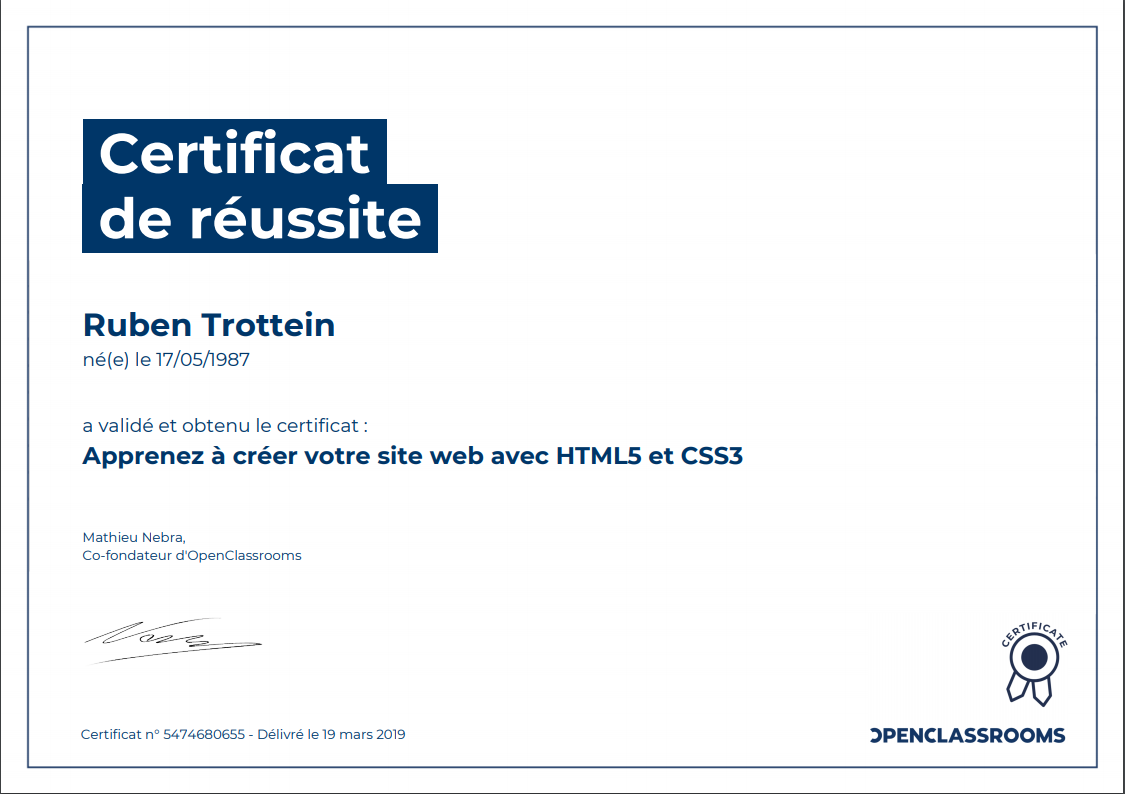 Certificat
de réussite
Ruben Trottein
né(e) le 17/05/1987
a validé et obtenu le certificat :
Apprenez à créer votre site web avec HTML5 et CSS3
Mathieu Nebra,
Co-fondateur d'OpenClassrooms
CERTIFICATE
Certificat n° 5474680655 - Délivré le 19 mars 2019
OPENCLASSROOMS